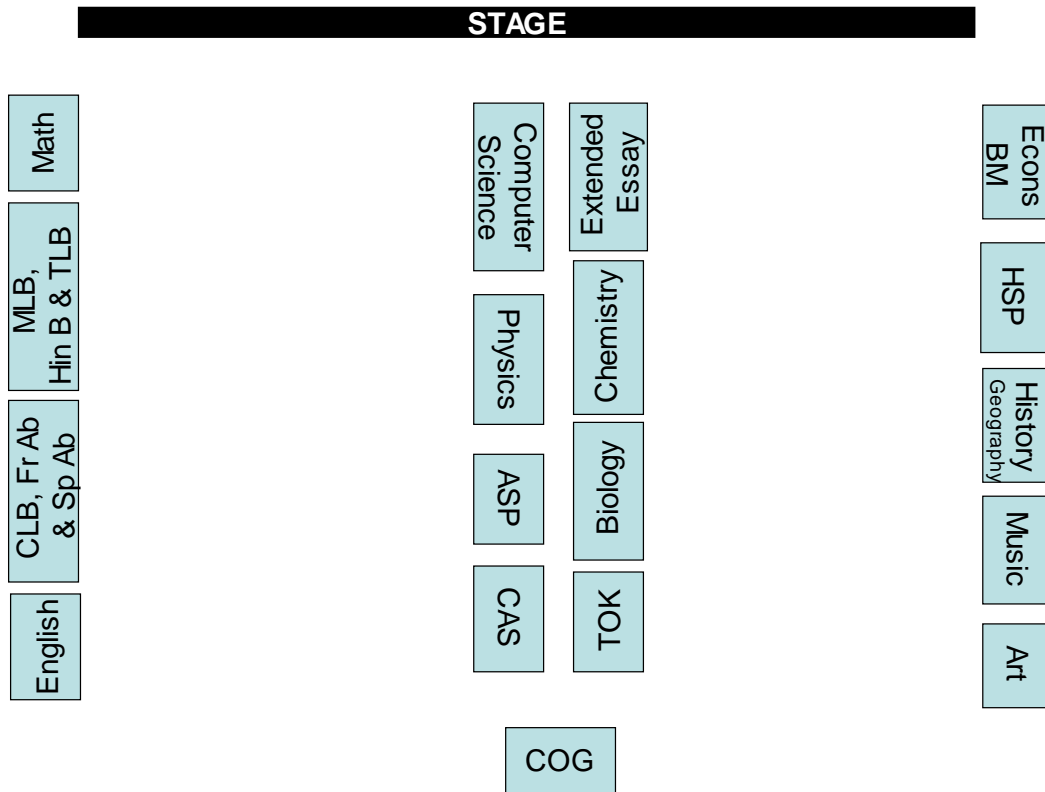 STAGE
Math
MLB,
Hin B & TLB
CLB, Fr Ab
& Sp Ab
English
Computer
Science
Physics
ASP
CAS
Extended
Essay
Chemistry
Biology
TOK
COG
Econs
BM
HSP
History
Geography
Music
Art